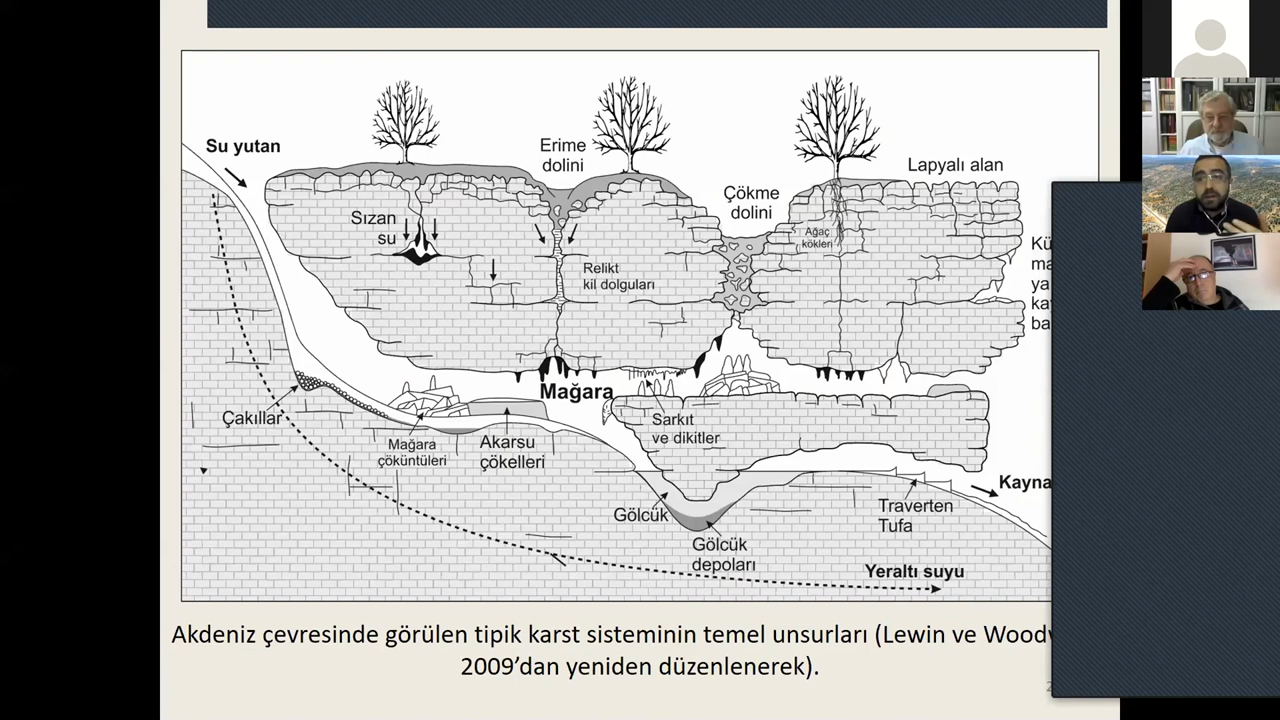 Su yutan
Erime
dolini
Çökme
dolini
Lapyalı alan
Sızan
su
Ağaç
kökleri
Relikt
kil dolguları
Mağara
Çakıllar
Mağara
çöküntüleri
Akarsu
çökelleri
Sarkıt
ve dikitler
Gölcük
Gölcük
depoları
Traverten
Tufa
Yeraltı suyu
Akdeniz çevresinde görülen tipik karst sisteminin temel unsurları (Lewin ve
2009’dan yeniden düzenlenerek).